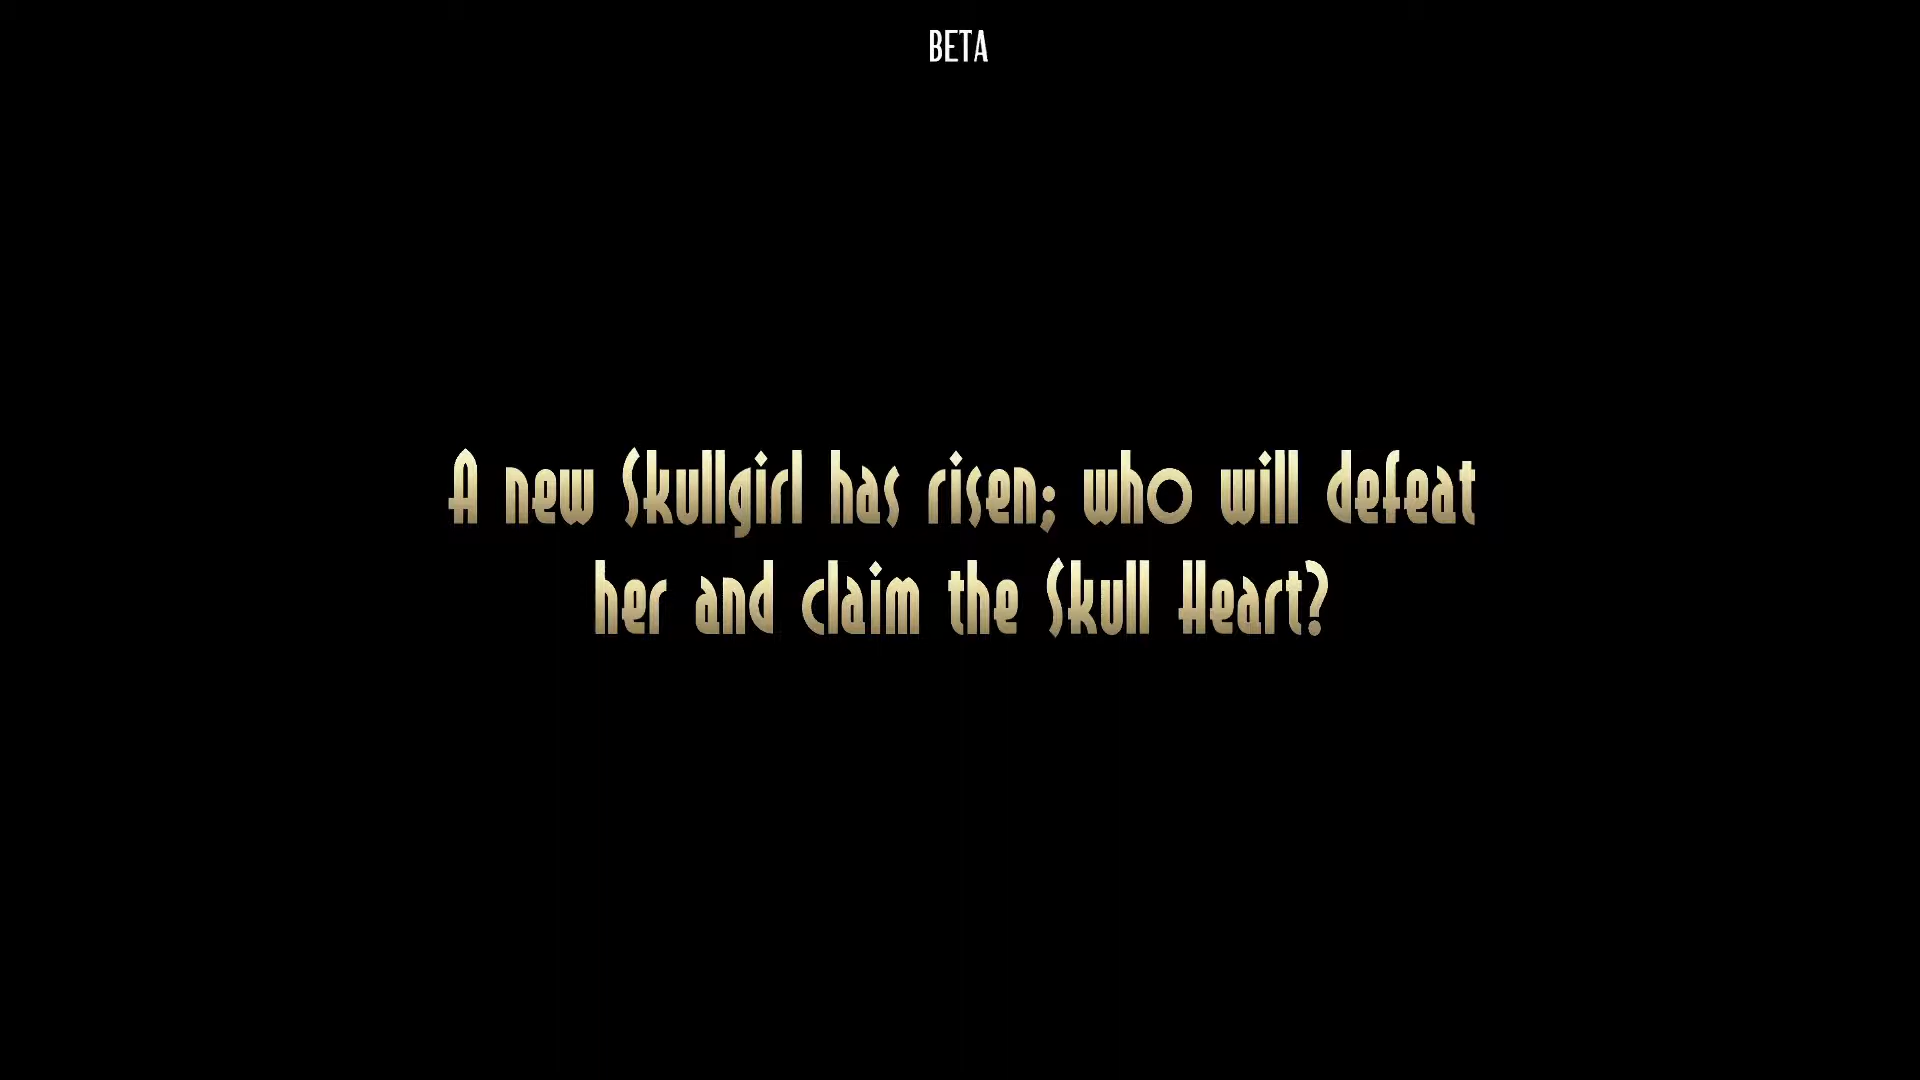 BETA
A new Skullgirl has risen; who will defeat
her and claim the Skull Heart?